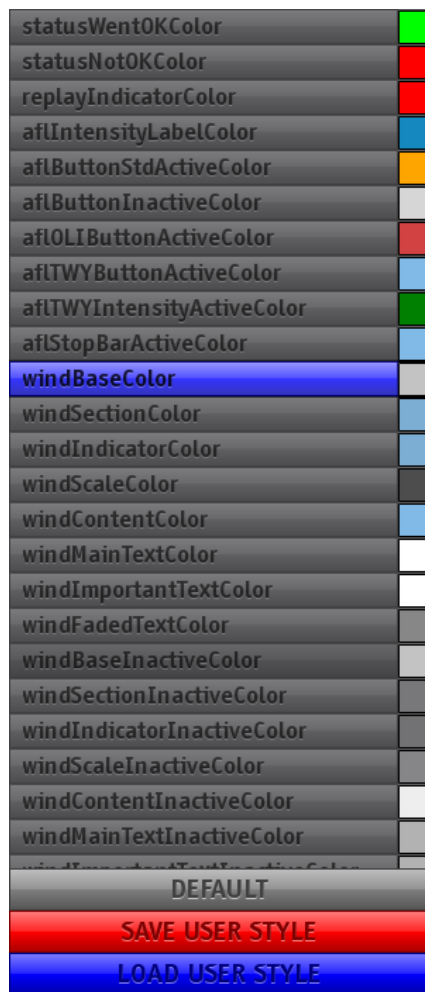 statusWentOKColor
statusNotOKColor
replayIndicatorColor
aflIntensityLabelColor
aflButtonStdActiveColor
aflButtonInactiveColor
aflOLIButtonActiveColor
aflTWYButtonActiveColor
aflTWYIntensityActiveColor
aflStopBarActiveColor
windBaseColor
windSectionColor
windIndicatorColor
windScaleColor
windContentColor
windMainTextColor
windImportantTextColor
windFadedTextColor
windBaseInactiveColor
windSectionInactiveColor
windIndicatorInactiveColor
windScaleInactiveColor
windContentInactiveColor
windMainTextInactiveColor
windImportantTextInactiveColor
DEFAULT
SAVE USER STYLE
LOAD USER STYLE